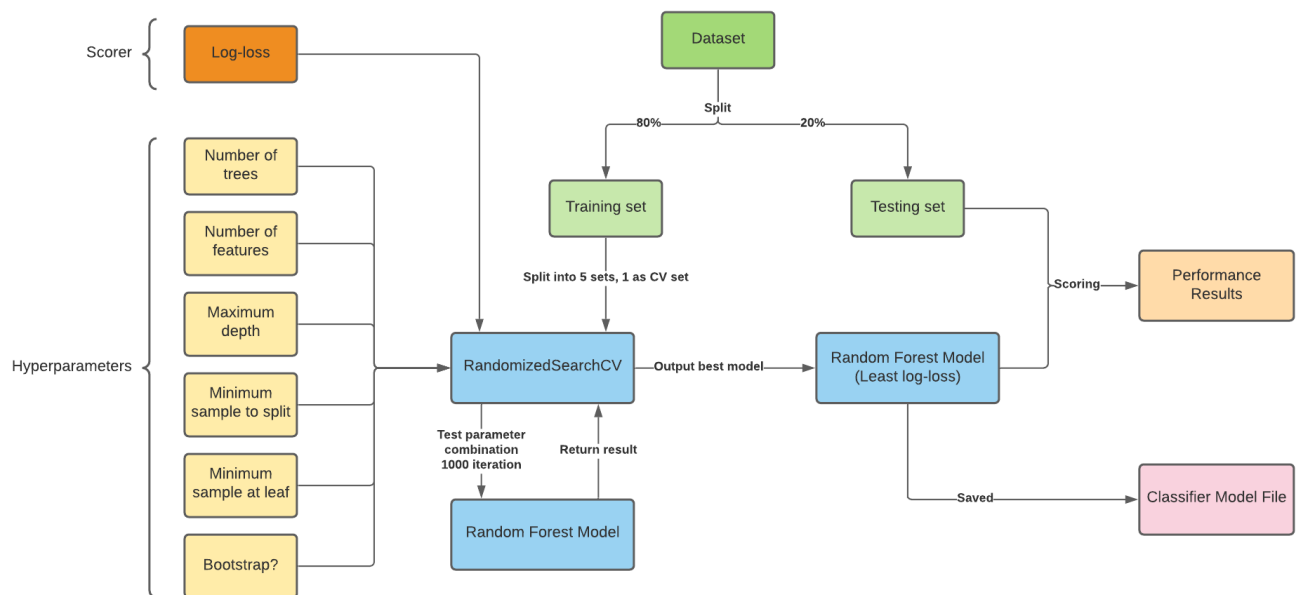 Scorer
Log-loss
Dataset
Split
80%
20%
Number of
trees
Training set
Testing set
Number of
features
Split into 5 sets, 1 as CV set
Scoring
Performance
Results
Maximum
depth
Hyperparameters
RandomizedSearchCV
Output best model
Random Forest Model
(Least log-loss)
Minimum
sample to split
Test parameter
combination
1000 iteration
Return result
Minimum
sample at leaf
Saved
Classifier Model File
Random Forest Model
Bootstrap?